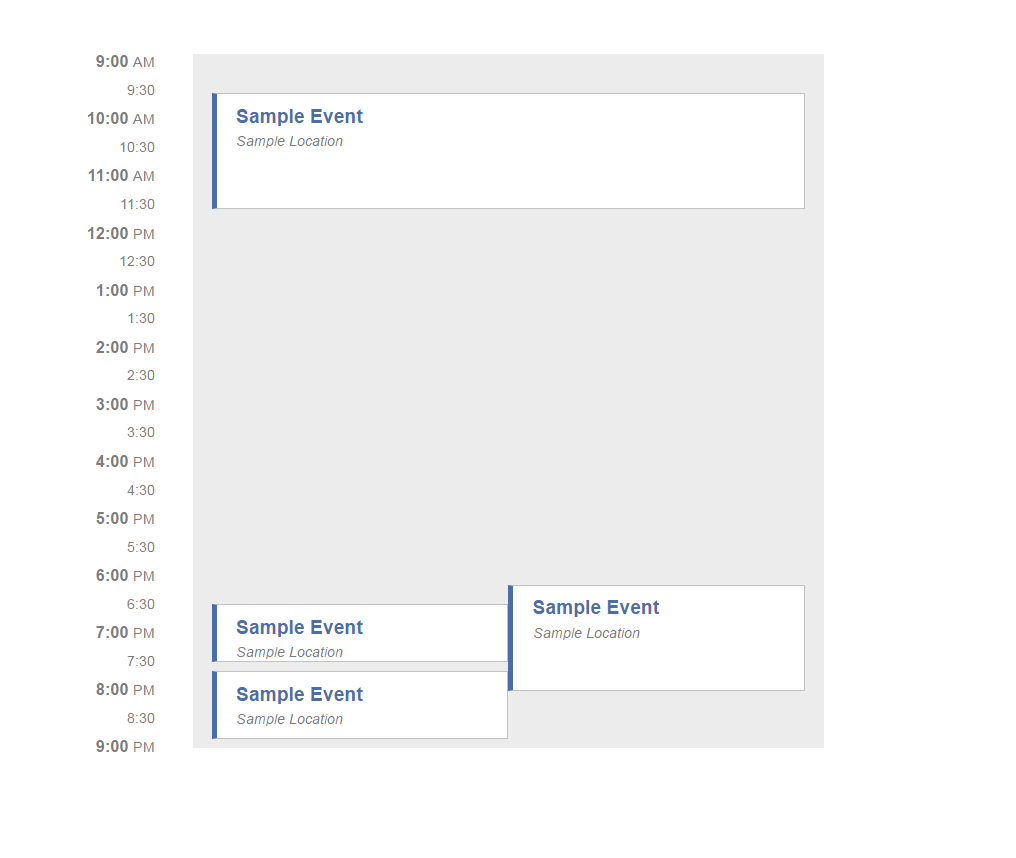 9:00 AM
9:30
10:00 AM
10:30
11:00 AM
11:30
12:00 PM
12:30
1:00 PM
1:30
2:00 PM
2:30
3:00 PM
3:30
4:00 PM
4:30
5:00 PM
5:30
6:00 PM
6:30
7:00 PM
7:30
8:00 PM
8:30
9:00 PM
Sample Event
Sample Location
Sample Event
Sample Location
Sample Event
Sample Location
Sample Event
Sample Location